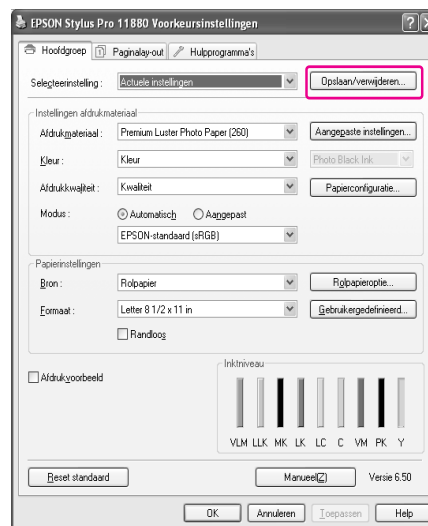 EPSON Stylus Pro 11880 Voorkeursinstellingen
Hoofdgroep Paginalay-out Hulpprogramma's
Selecteerinstelling : Actuele instellingen Opslaan/verwijderen...
Instellingen afdrukmateriaal
Afdrukmateriaal : Premium Luster Photo Paper (260) Aangepaste instellingen...
Kleur : Kleur Photo Black Ink
Afdrukkwaliteit : Kwaliteit Papierconfiguratie...
Modus : Automatisch Aangepast
EPSON-standaard (sRGB)
Papierinstellingen
Bron : Rolpapier Rolpapieroptie...
Formaat : Letter 8 1/2 x 11 in Gebruikergedefinieerd...
Randloos
Afdrukvoorbeeld
Inktniveau
VLM LLK MK LK LC C VM PK Y
Reset standaard Manueel(Z) Versie 6.50
OK Annuleren Toepassen Help